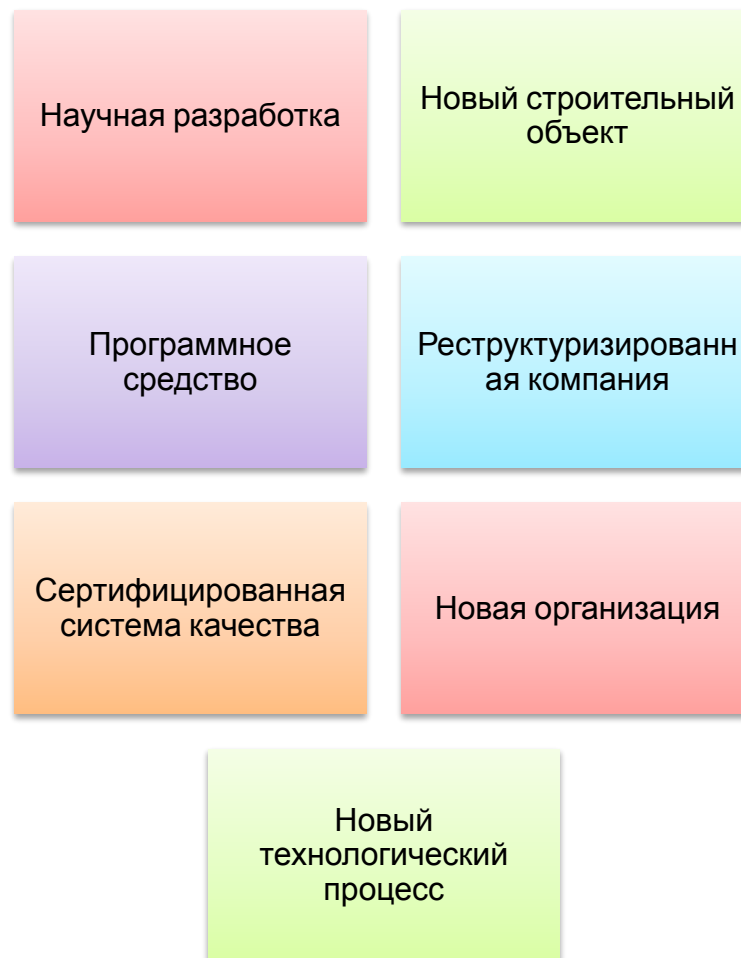 Научная разработка
Новый строительный
объект
Программное
средство
Реструктуризированн
ая компания
Сертифицированная
система качества
Новая организация
Новый
технологический
процесс